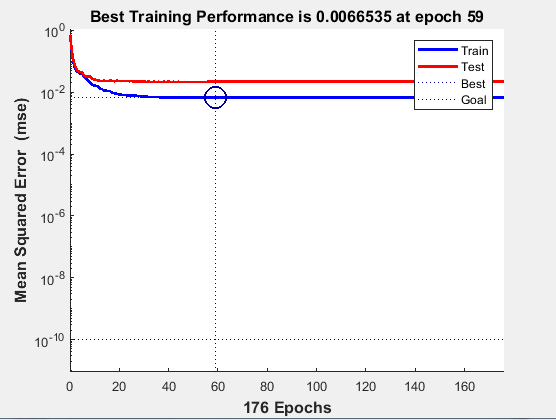 Best Training Performance is 0.0066535 at epoch 59
Mean Squared Error (mse)
10^0
10^-2
10^-4
10^-6
10^-8
10^-10
Train
Test
Best
Goal
0 20 40 60 80 100 120 140 160
176 Epochs